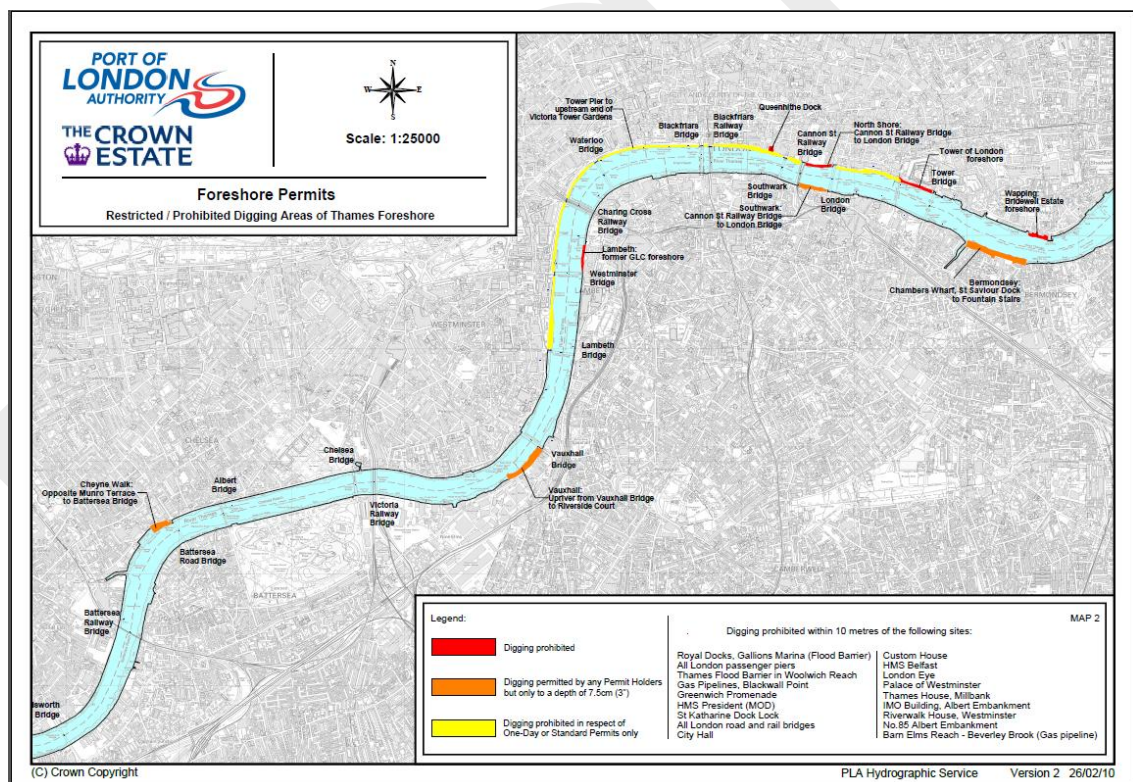 PORT OF
LONDON
AUTHORITY
THE CROWN
ESTATE
N
W
E
S
Scale: 1:25000
Foreshore Permits
Restricted / Prohibited Digging Areas of Thames Foreshore
Tower Pier to
upstream end of
Victoria Tower Gardens
Waterloo
Bridge
Blackfriars
Bridge
Blackfriars
Railway
Bridge
Queenhithe Dock
Cannon St
Railway
Bridge
North Shore:
Cannon St Railway Bridge
to London Bridge
Tower of London
foreshore
Tower
Bridge
Wapping:
Bridewell Estate
foreshore
Southwark
Bridge
Southwark:
Cannon St Railway Bridge
to London Bridge
London
Bridge
Charing Cross
Railway
Bridge
Lambeth:
former GLC foreshore
Westminster
Bridge
LAMBETH
Bermondsey:
Chambers Wharf, St Saviour Dock
to Fountain Stairs
BERMONDSEY
WESTMINSTER
Lambeth
Bridge
CHELSEA
Chelsea
Bridge
Vauxhall
Bridge
Vauxhall:
Upriver from Vauxhall Bridge
to Riverside Court
Cheyne Walk:
Opposite Munro Terrace
to Battersea Bridge
Albert
Bridge
Victoria
Railway
Bridge
Battersea
Road Bridge
BATTERSEA
CAMBERWELL
Battersea
Railway
Bridge
dsworth
Bridge
Legend:
Digging prohibited
Digging permitted by any Permit Holders
but only to a depth of 7.5cm (3")
Digging prohibited in respect of
One-Day or Standard Permits only
MAP 2
Digging prohibited within 10 metres of the following sites:
Royal Docks, Gallions Marina (Flood Barrier)
All London passenger piers
Thames Flood Barrier in Woolwich Reach
Gas Pipelines, Blackwall Point
Greenwich Promenade
HMS President (MOD)
St Katharine Dock Lock
All London road and rail bridges
City Hall
Custom House
HMS Belfast
London Eye
Palace of Westminster
Thames House, Millbank
IMO Building, Albert Embankment
Riverwalk House, Westminster
No.85 Albert Embankment
Barn Elms Reach - Beverley Brook (Gas pipeline)
(C) Crown Copyright
PLA Hydrographic Service
Version 2 26/02/10